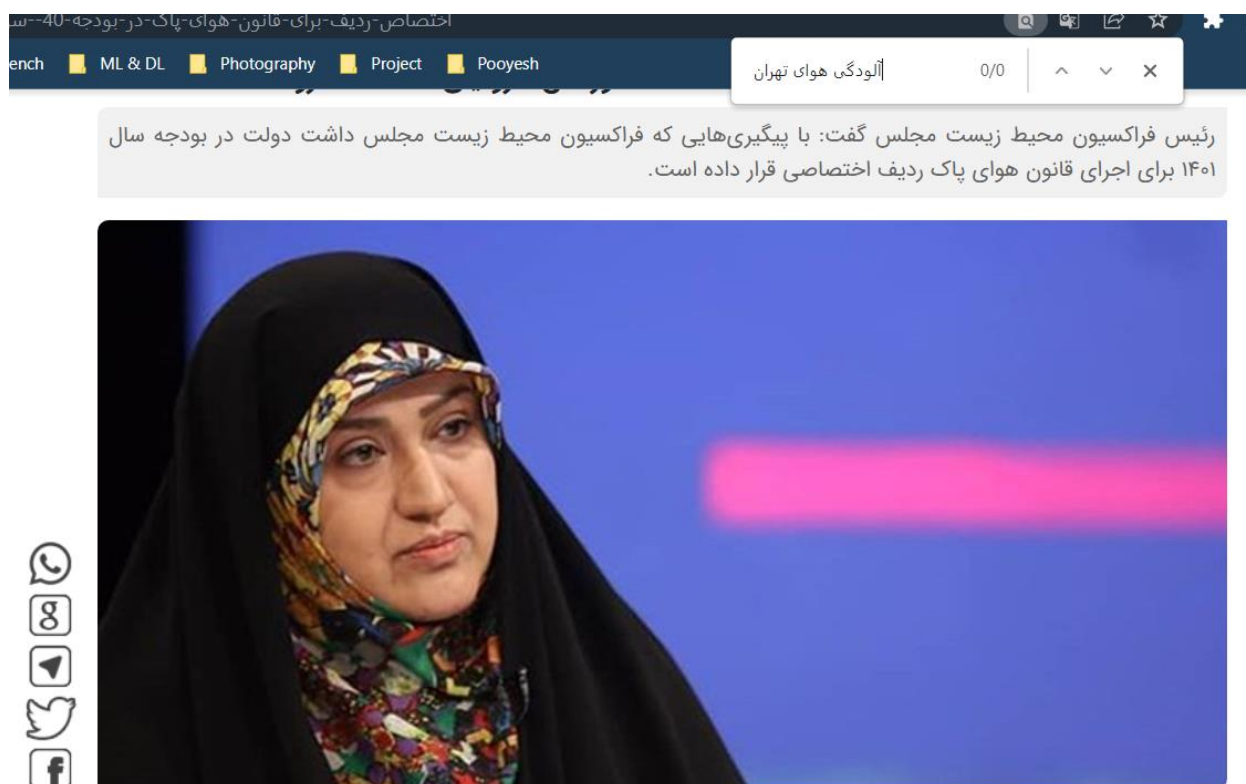 اختصاص-ردیف-برای-قانون-هوای-پاک-در-بودجه-40--سا
ench ML & DL Photography Project Pooyesh
آلودگی هوای تهران 0/0
رئیس فراکسیون محیط زیست مجلس گفت: با پیگیری‌هایی که فراکسیون محیط زیست مجلس داشت دولت در بودجه سال
۱۴۰۱ برای اجرای قانون هوای پاک ردیف اختصاصی قرار داده است.